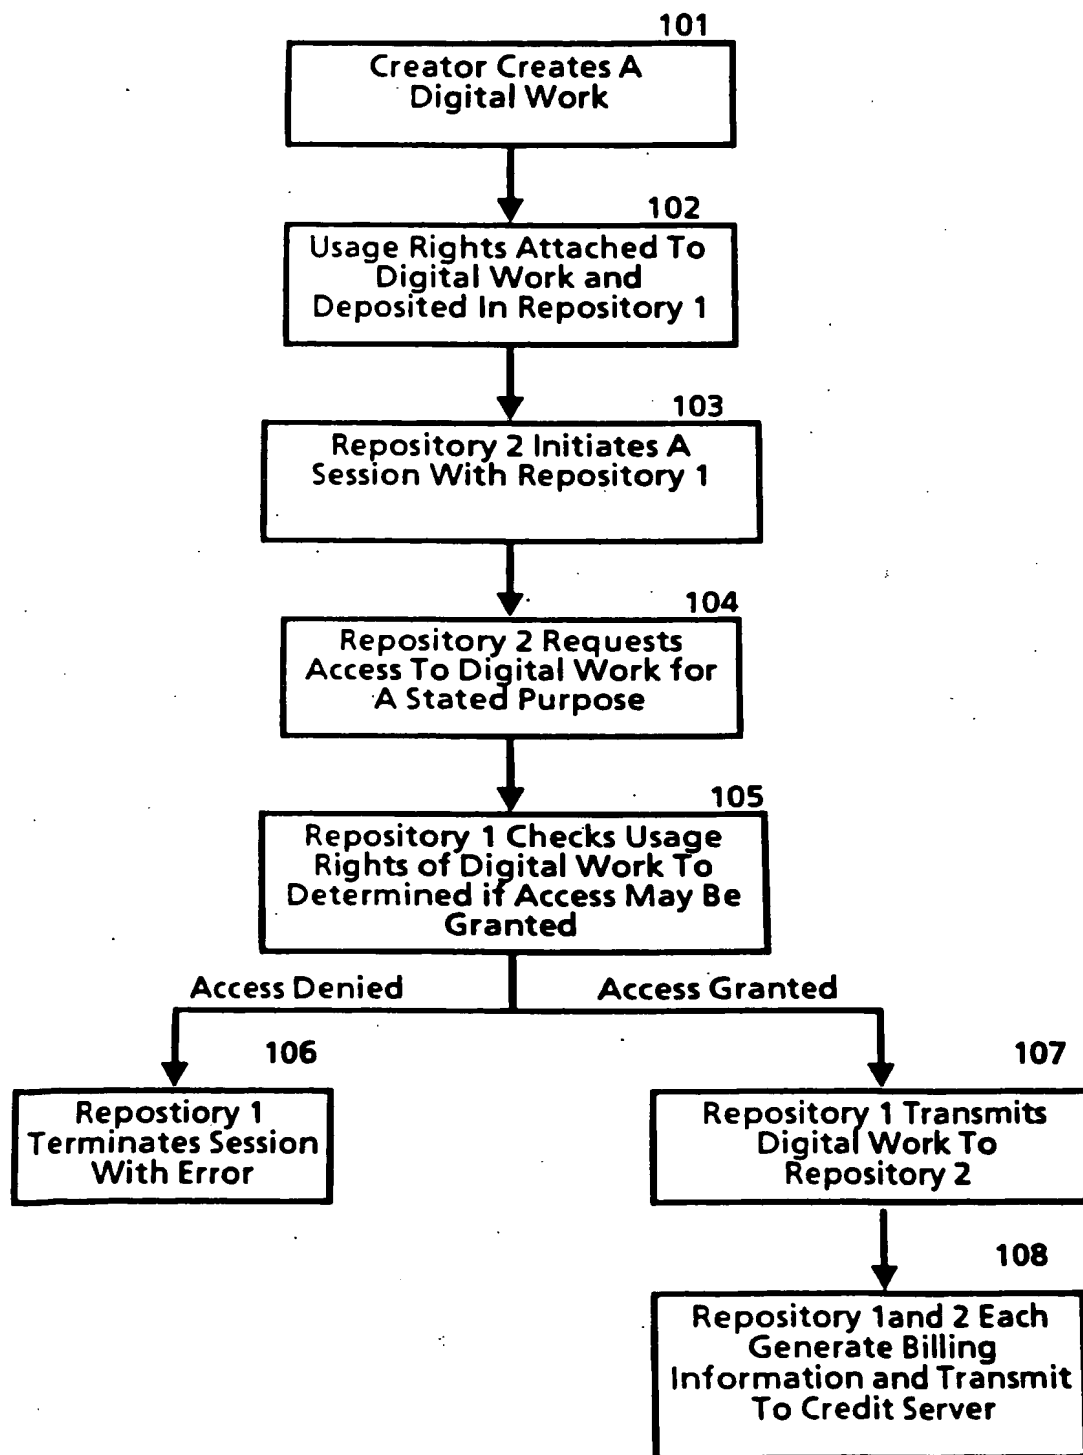 101
Creator Creates A
Digital Work
102
Usage Rights Attached To
Digital Work and
Deposited In Repository 1
103
Repository 2 Initiates A
Session With Repository 1
104
Repository 2 Requests
Access To Digital Work for
A Stated Purpose
105
Repository 1 Checks Usage
Rights of Digital Work To
Determined if Access May Be
Granted
Access Denied
Access Granted
106
Repostiory 1
Terminates Session
With Error
107
Repository 1 Transmits
Digital Work To
Repository 2
108
Repository 1and 2 Each
Generate Billing
Information and Transmit
To Credit Server